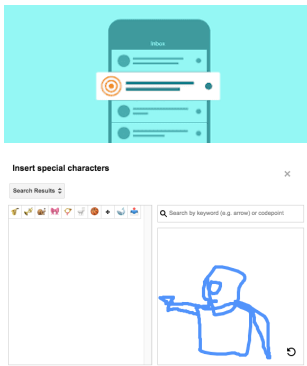 Inbox
Insert special characters
Search Results
Search by keyword (e.g. arrow) or codepoint